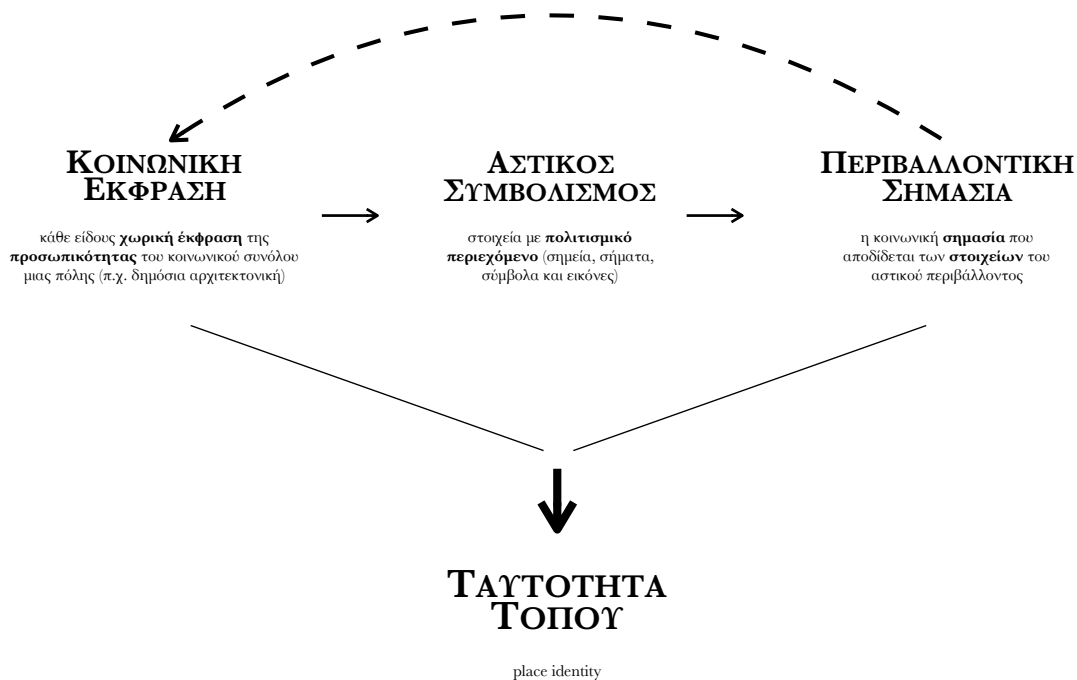 ΚΟΙΝΩΝΙΚΗ
ΕΚΦΡΑΣΗ
κάθε είδους χωρική έκφραση της
προσωπικότητας του κοινωνικού συνόλου
μιας πόλης (π.χ. δημόσια αρχιτεκτονική)
ΑΣΤΙΚΟΣ
ΣΥΜΒΟΛΙΣΜΟΣ
στοιχεία με πολιτισμικό
περιεχόμενο (σημεία, σήματα,
σύμβολα και εικόνες)
ΠΕΡΙΒΑΛΛΟΝΤΙΚΗ
ΣΗΜΑΣΙΑ
η κοινωνική σημασία που
αποδίδεται των στοιχείων του
αστικού περιβάλλοντος
ΤΑΥΤΟΤΗΤΑ
ΤΟΠΟΥ
place identity